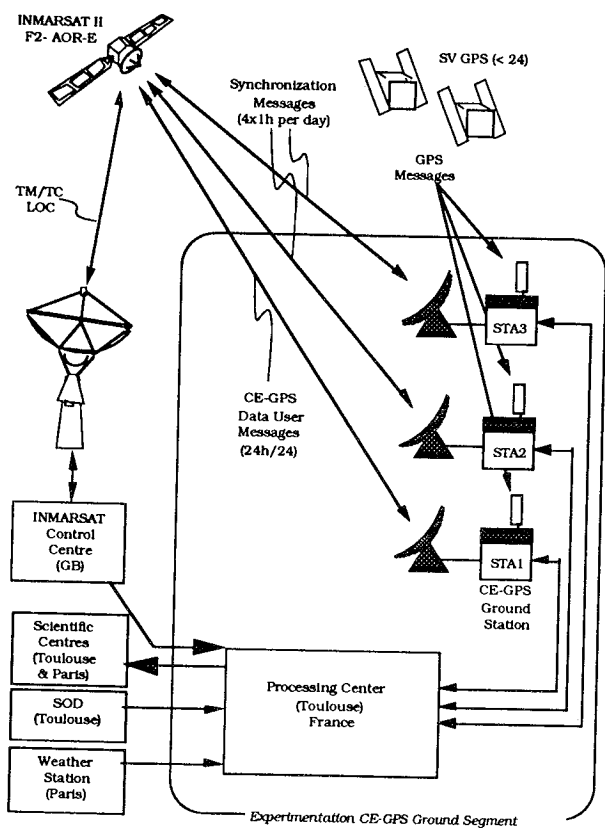 INMARSAT II
F2- AOR-E
SV GPS (< 24)
Synchronization
Messages
(4x1h per day)
GPS
Messages
TM/TC
LOC
STA3
CE-GPS
Data User
Messages
(24h/24)
STA2
INMARSAT
Control
Centre
(GB)
STA1
CE-GPS
Ground
Station
Scientific
Centres
(Toulouse
& Paris)
Processing Center
(Toulouse)
France
SOD
(Toulouse)
Weather
Station
(Paris)
Experimentation CE-GPS Ground Segment